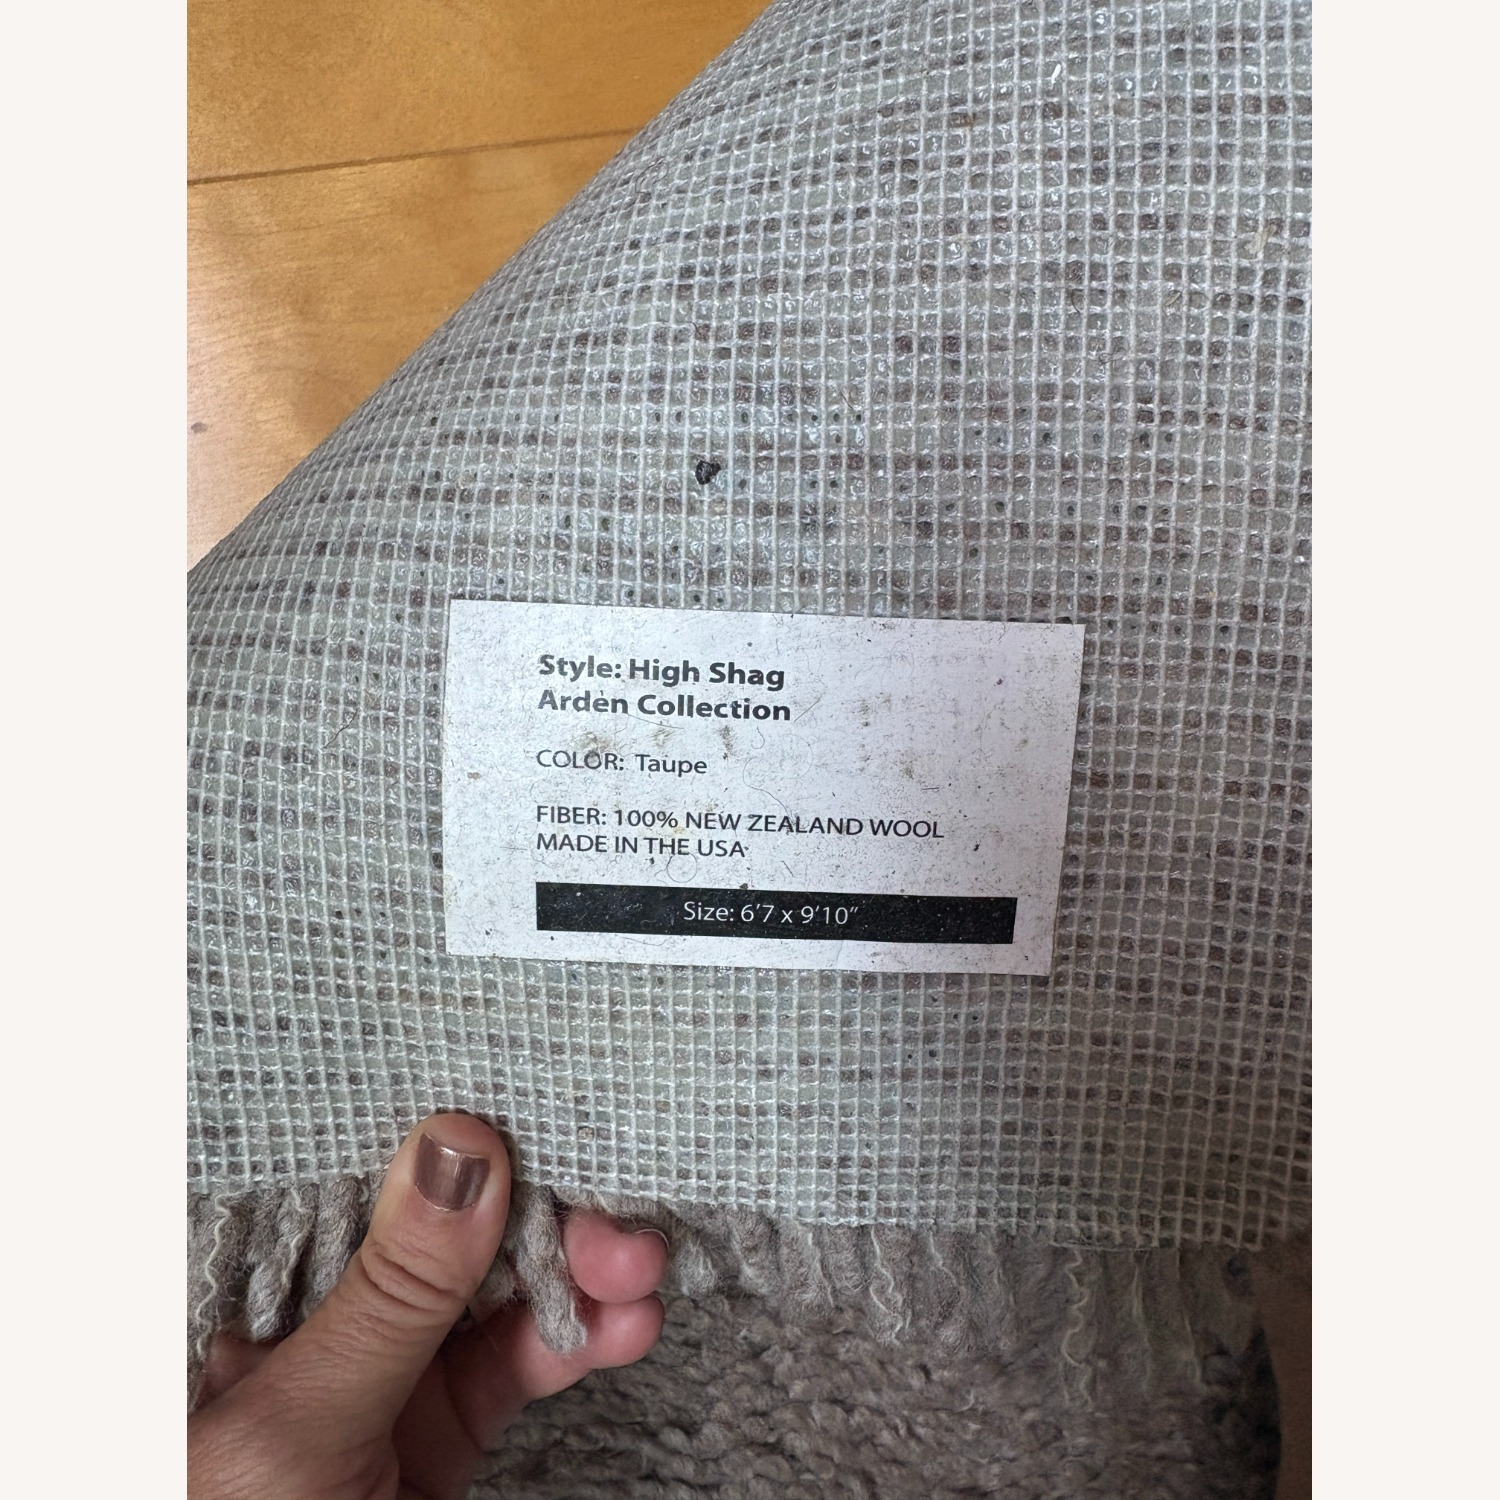 Style: High Shag
Arden Collection
COLOR: Taupe
FIBER: 100% NEW ZEALAND WOOL
MADE IN THE USA
Size: 6'7 x 9'10"